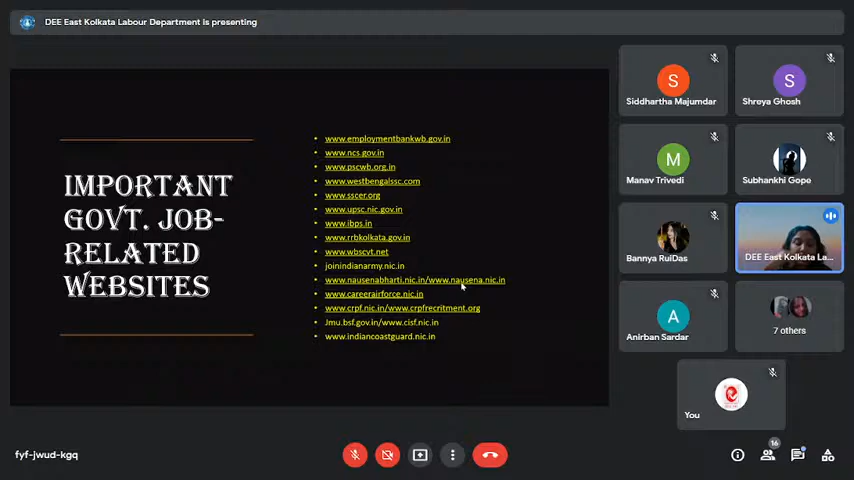 DEE East Kolkata Labour Department is presenting
IMPORTANT
GOVT. JOB-
RELATED
WEBSITES
• www.employmentbankwb.gov.in
• www.ncs.gov.in
• www.pscwb.org.in
• www.westbengalssc.com
• www.sscer.org
• www.upsc.nic.gov.in
• www.ibps.in
• www.rrbkolkata.gov.in
• www.wbscvt.net
• joinindianarmy.nic.in
• www.nausenabharti.nic.in/www.nausena.nic.in
• www.careerairforce.nic.in
• www.crpf.nic.in/www.crpfrecritment.org
• Jmu.bsf.gov.in/www.cisf.nic.in
• www.indiancoastguard.nic.in
S
Siddhartha Majumdar
S
Shreya Ghosh
M
Manav Trivedi
Subhankhi Gope
Bannya RuiDas
DEE East Kolkata La...
A
Anirban Sardar
7 others
You
fyf-jwud-kgq
16